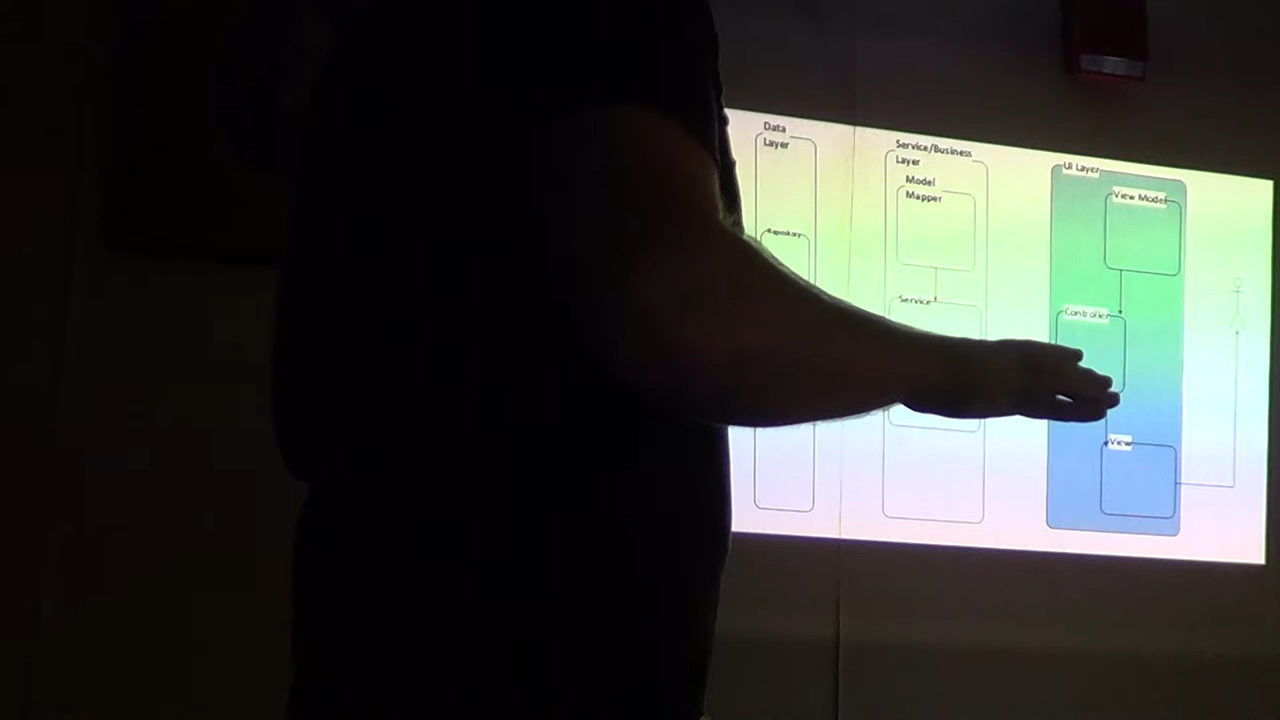 Data
Layer
Repository
Service/Business
Layer
Model
Mapper
Service
UI Layer
View Model
Controller
View